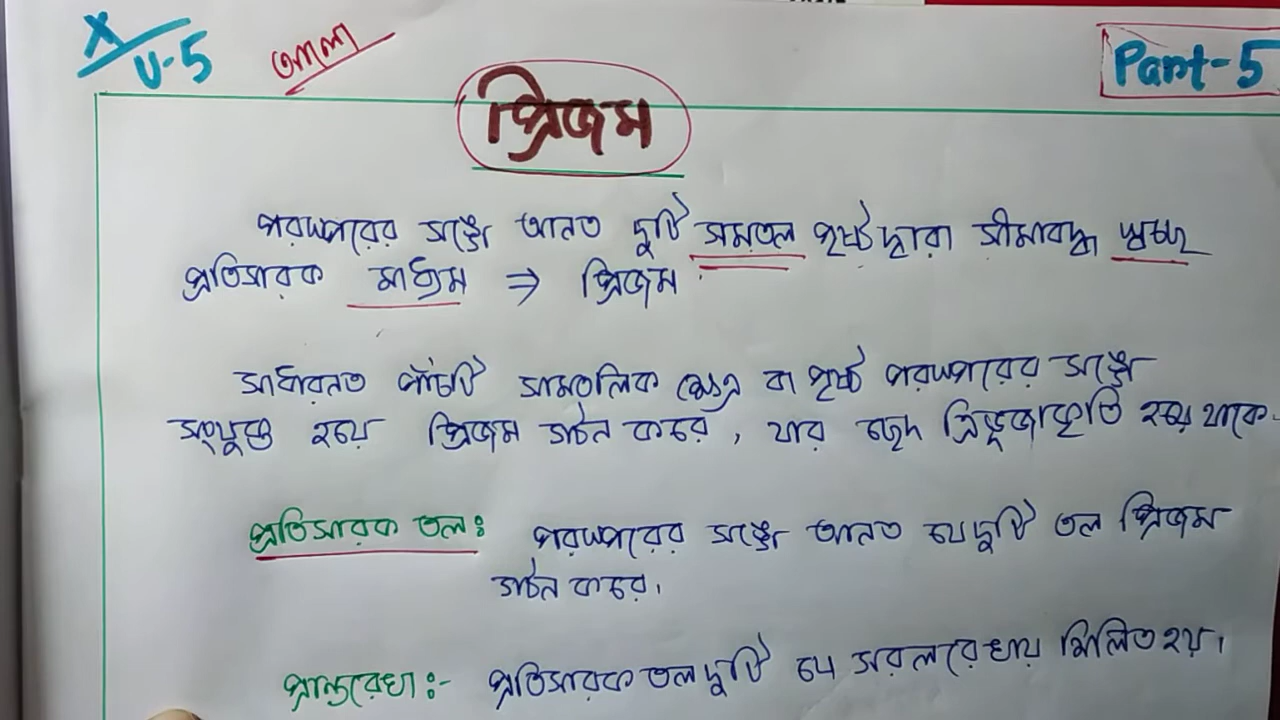 X/U-5
আলো
Part-5
প্রিজম
পরস্পরের সঙ্গে আনত দুটি সমতল পৃষ্ঠ দ্বারা সীমাবদ্ধ স্বচ্ছ
প্রতিসারক মাধ্যম ⇒ প্রিজম
সাধারনত পাঁচটি সামতলিক ক্ষেত্র বা পৃষ্ঠ পরস্পরের সঙ্গে
সংযুক্ত হয়ে প্রিজম গঠন করে, যার ছেদ ত্রিভূজাকৃতি হয়ে থাকে.
প্রতিসারক তলঃ পরস্পরের সঙ্গে আনত যে দুটি তল প্রিজম
গঠন করে।
প্রান্তরেখা:- প্রতিসারক তল দুটি যে সরলরেখায় মিলিত হয়।